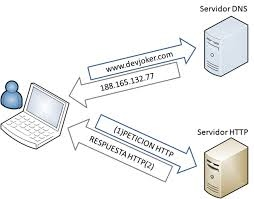 Servidor DNS
www.devjoker.com
188.165.132.77
Servidor HTTP
(1)PETICION HTTP
RESPUESTA HTTP(2)